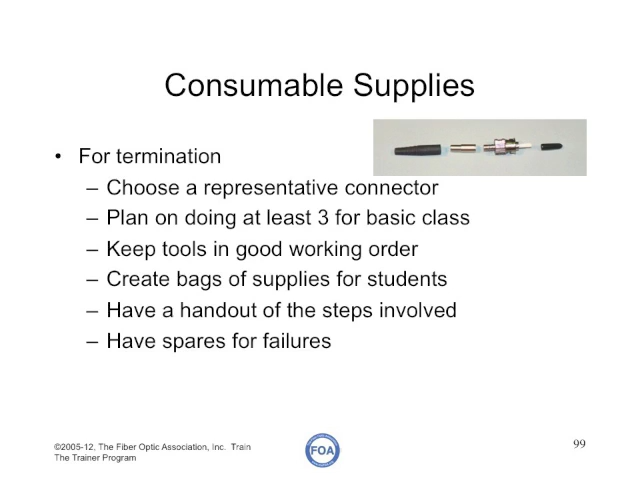 Consumable Supplies
• For termination
– Choose a representative connector
– Plan on doing at least 3 for basic class
– Keep tools in good working order
– Create bags of supplies for students
– Have a handout of the steps involved
– Have spares for failures
©2005-12, The Fiber Optic Association, Inc. Train
The Trainer Program
FOA
99